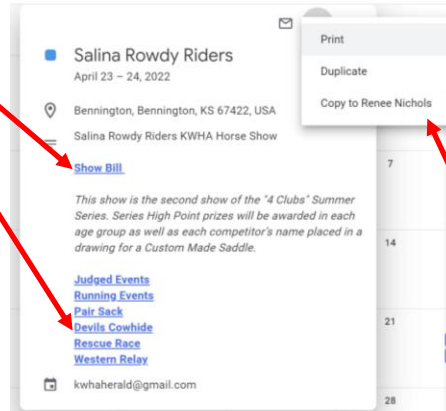 Print
Salina Rowdy Riders
Duplicate
April 23 – 24, 2022
Copy to Renee Nichols
Bennington, Bennington, KS 67422, USA
Salina Rowdy Riders KWHA Horse Show
Show Bill
This show is the second show of the "4 Clubs" Summer
Series. Series High Point prizes will be awarded in each
age group as well as each competitor's name placed in a
drawing for a Custom Made Saddle.
Judged Events
Running Events
Pair Sack
Devils Cowhide
Rescue Race
Western Relay
kwhaherald@gmail.com
7
14
21
28